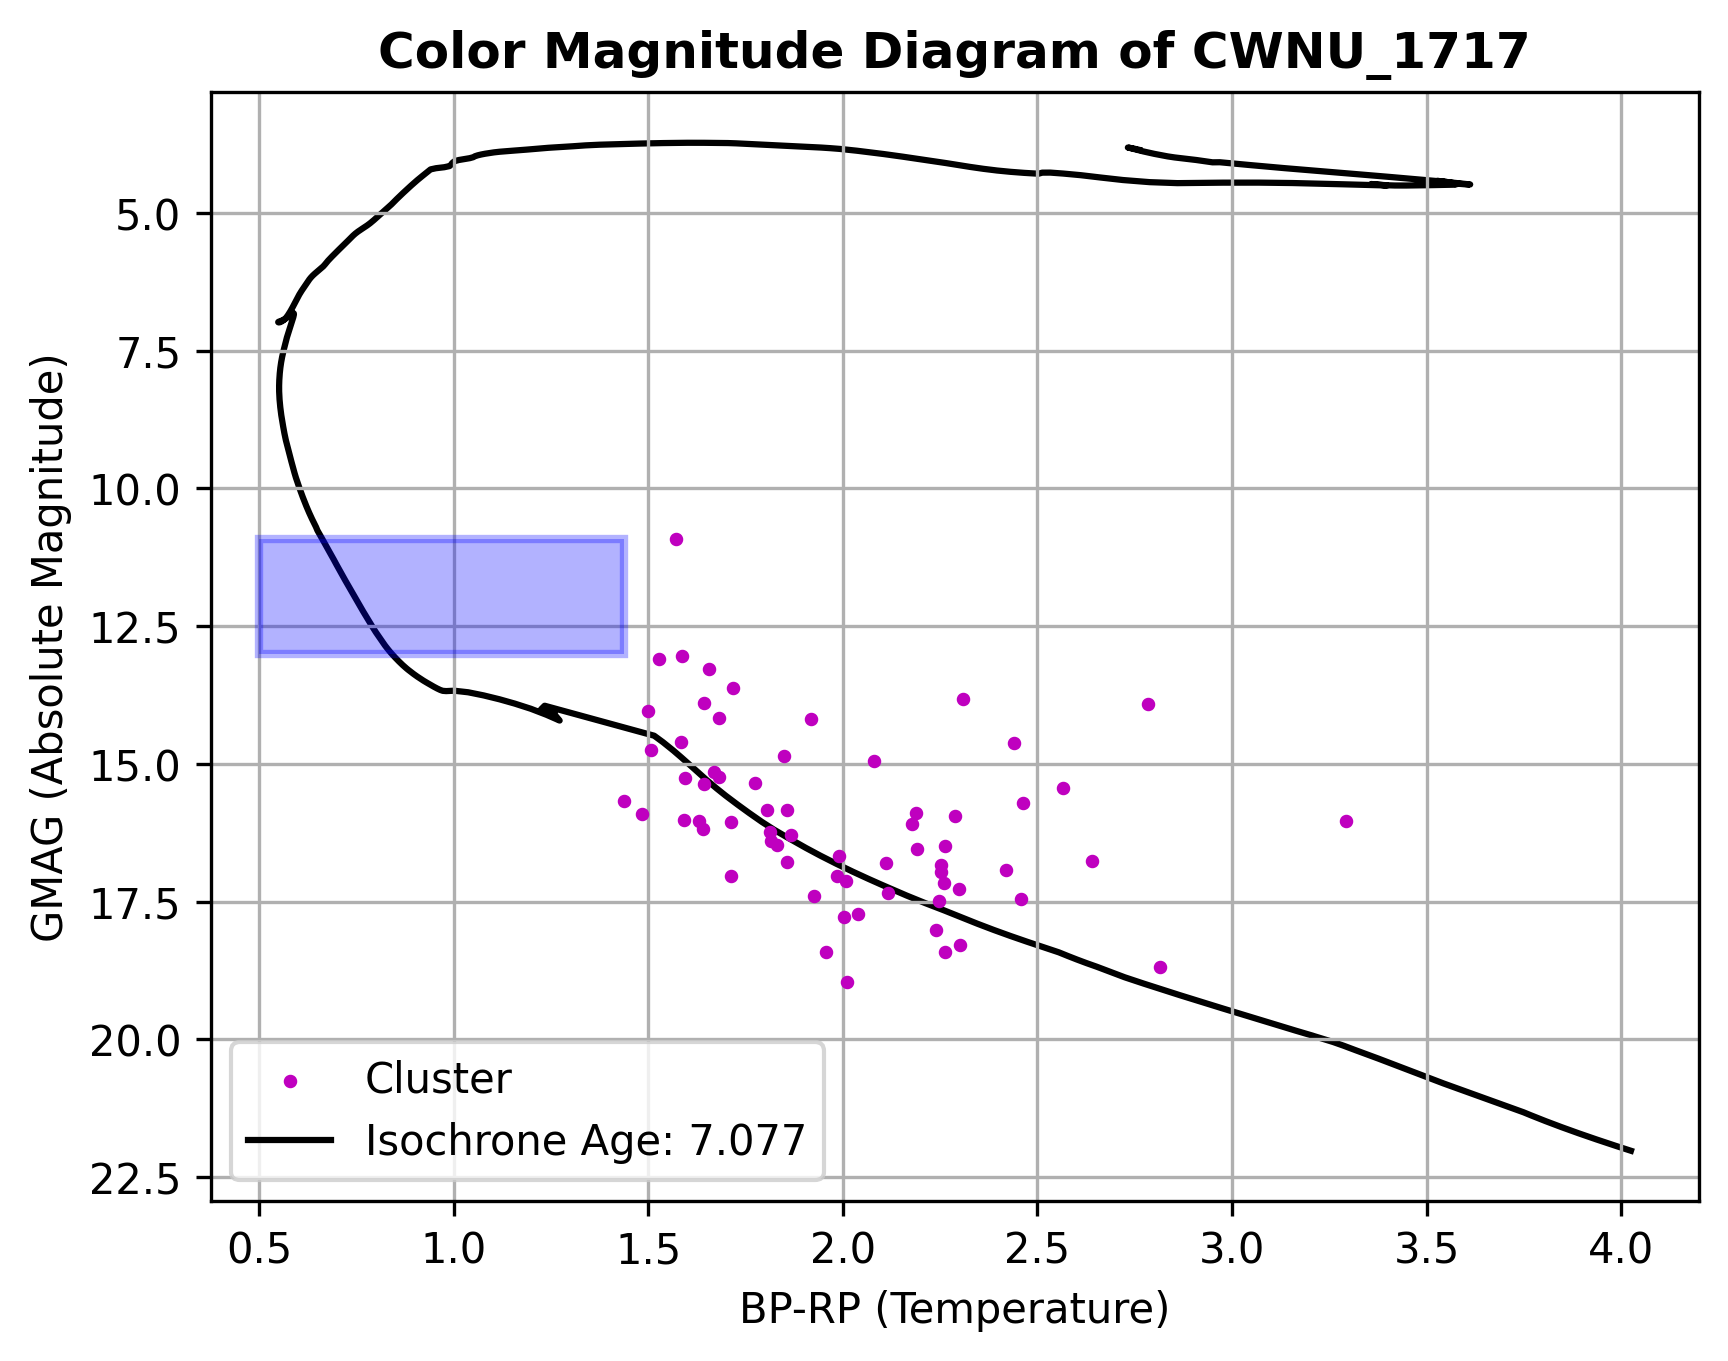 Color Magnitude Diagram of CWNU_1717
GMAG (Absolute Magnitude)
5.0
7.5
10.0
12.5
15.0
17.5
20.0
22.5
Cluster
Isochrone Age: 7.077
0.5 1.0 1.5 2.0 2.5 3.0 3.5 4.0
BP-RP (Temperature)